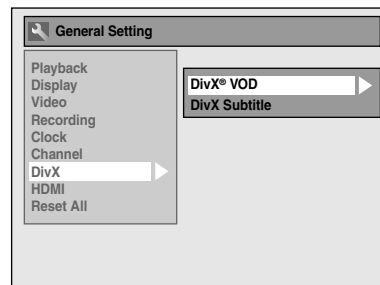 General Setting
Playback
Display
Video
Recording
Clock
Channel
DivX
HDMI
Reset All
DivX® VOD
DivX Subtitle